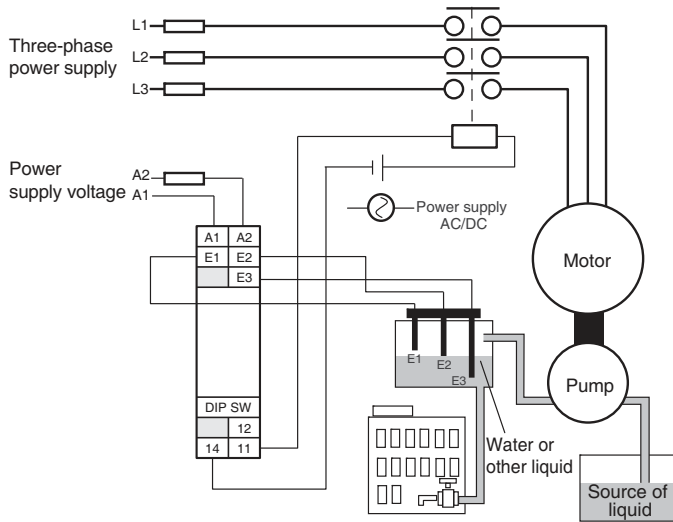 L1
Three-phase
power supply
L2
L3
Power
supply voltage
A2
A1
Power supply
AC/DC
A1 A2
E1 E2
E3
Motor
E1
E2
E3
DIP SW
12
14 11
Pump
Water or
other liquid
Source of
liquid